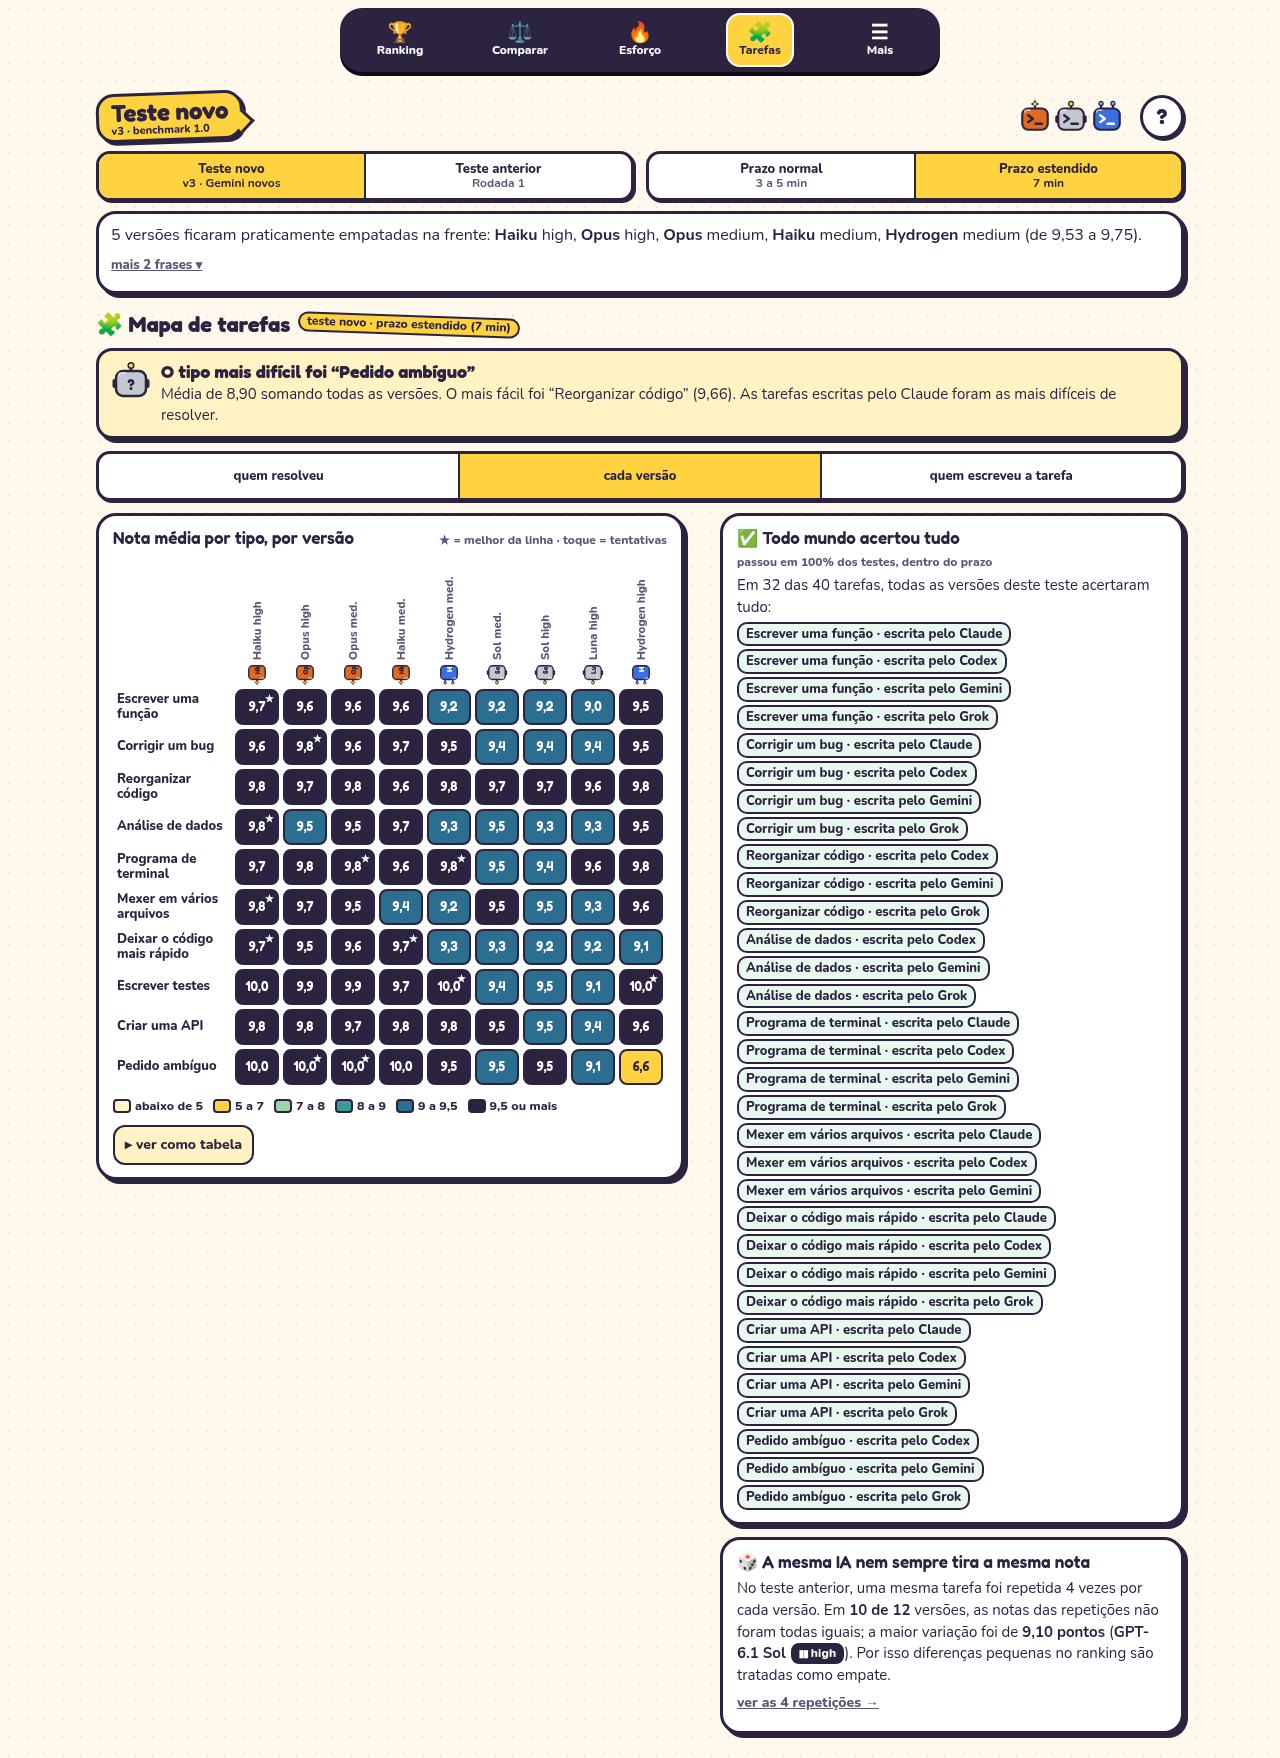 Ranking
Comparar
Esforço
Tarefas
Mais
Teste novo
v3 · benchmark 1.0
?
Teste novo
v3 · Gemini novos
Teste anterior
Rodada 1
Prazo normal
3 a 5 min
Prazo estendido
7 min
5 versões ficaram praticamente empatadas na frente: Haiku high, Opus high, Opus medium, Haiku medium, Hydrogen medium (de 9,53 a 9,75).
mais 2 frases ▾
Mapa de tarefas
teste novo · prazo estendido (7 min)
?
O tipo mais difícil foi “Pedido ambíguo”
Média de 8,90 somando todas as versões. O mais fácil foi “Reorganizar código” (9,66). As tarefas escritas pelo Claude foram as mais difíceis de
resolver.
quem resolveu
cada versão
quem escreveu a tarefa
Nota média por tipo, por versão
★ = melhor da linha · toque = tentativas
Haiku high
Opus high
Opus med.
Haiku med.
Hydrogen med.
Sol med.
Sol high
Luna high
Hydrogen high
Escrever uma
função
9,7★ 9,6 9,6 9,6 9,2 9,2 9,2 9,0 9,5
Corrigir um bug
9,6 9,8★ 9,6 9,7 9,5 9,4 9,4 9,4 9,5
Reorganizar
código
9,8 9,7 9,8 9,6 9,8 9,7 9,7 9,6 9,8
Análise de dados
9,8★ 9,5 9,5 9,7 9,3 9,5 9,3 9,3 9,5
Programa de
terminal
9,7 9,8 9,8★ 9,6 9,8★ 9,5 9,4 9,6 9,8
Mexer em vários
arquivos
9,8★ 9,7 9,5 9,4 9,2 9,5 9,5 9,3 9,6
Deixar o código
mais rápido
9,7★ 9,5 9,6 9,7★ 9,3 9,3 9,2 9,2 9,1
Escrever testes
10,0 9,9 9,9 9,7 10,0★ 9,4 9,5 9,1 10,0★
Criar uma API
9,8 9,8 9,7 9,8 9,8 9,5 9,5 9,4 9,6
Pedido ambíguo
10,0 10,0★ 10,0★ 10,0 9,5 9,5 9,5 9,1 6,6
abaixo de 5
5 a 7
7 a 8
8 a 9
9 a 9,5
9,5 ou mais
▸ ver como tabela
Todo mundo acertou tudo
passou em 100% dos testes, dentro do prazo
Em 32 das 40 tarefas, todas as versões deste teste acertaram
tudo:
Escrever uma função · escrita pelo Claude
Escrever uma função · escrita pelo Codex
Escrever uma função · escrita pelo Gemini
Escrever uma função · escrita pelo Grok
Corrigir um bug · escrita pelo Claude
Corrigir um bug · escrita pelo Codex
Corrigir um bug · escrita pelo Gemini
Corrigir um bug · escrita pelo Grok
Reorganizar código · escrita pelo Codex
Reorganizar código · escrita pelo Gemini
Reorganizar código · escrita pelo Grok
Análise de dados · escrita pelo Codex
Análise de dados · escrita pelo Gemini
Análise de dados · escrita pelo Grok
Programa de terminal · escrita pelo Claude
Programa de terminal · escrita pelo Codex
Programa de terminal · escrita pelo Gemini
Programa de terminal · escrita pelo Grok
Mexer em vários arquivos · escrita pelo Claude
Mexer em vários arquivos · escrita pelo Codex
Mexer em vários arquivos · escrita pelo Gemini
Deixar o código mais rápido · escrita pelo Claude
Deixar o código mais rápido · escrita pelo Codex
Deixar o código mais rápido · escrita pelo Gemini
Deixar o código mais rápido · escrita pelo Grok
Criar uma API · escrita pelo Claude
Criar uma API · escrita pelo Codex
Criar uma API · escrita pelo Gemini
Criar uma API · escrita pelo Grok
Pedido ambíguo · escrita pelo Codex
Pedido ambíguo · escrita pelo Gemini
Pedido ambíguo · escrita pelo Grok
A mesma IA nem sempre tira a mesma nota
No teste anterior, uma mesma tarefa foi repetida 4 vezes por
cada versão. Em 10 de 12 versões, as notas das repetições não
foram todas iguais; a maior variação foi de 9,10 pontos (GPT-
6.1 Sol high). Por isso diferenças pequenas no ranking são
tratadas como empate.
ver as 4 repetições →